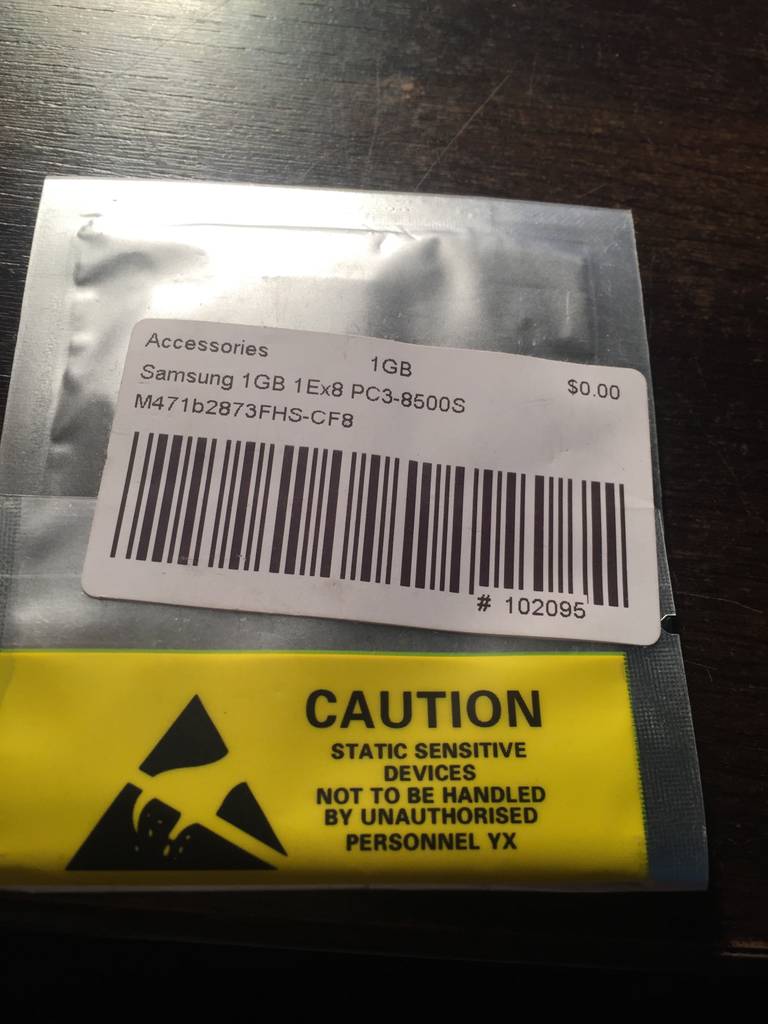 Accessories 1GB $0.00
Samsung 1GB 1Ex8 PC3-8500S
M471b2873FHS-CF8
# 102095
CAUTION
STATIC SENSITIVE
DEVICES
NOT TO BE HANDLED
BY UNAUTHORISED
PERSONNEL YX